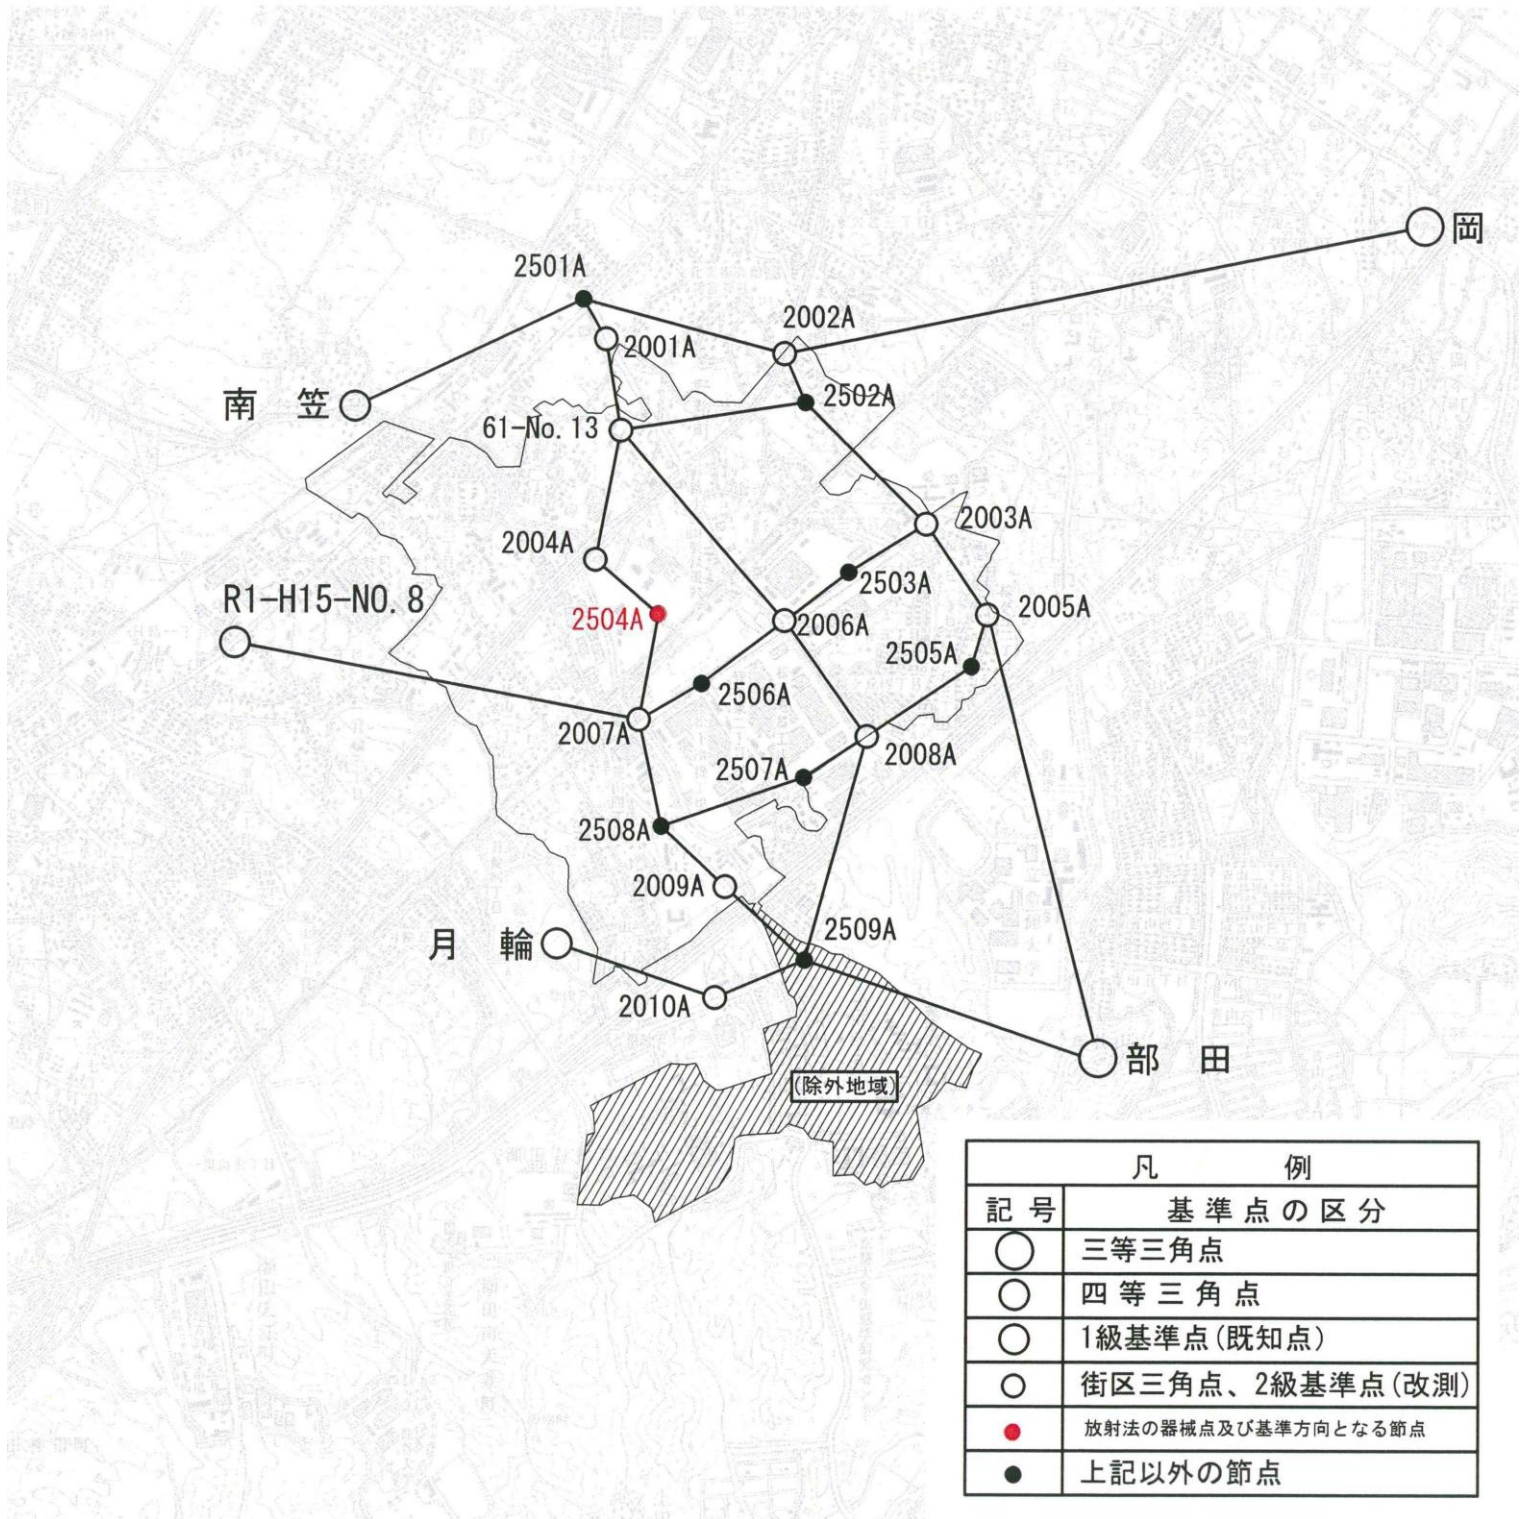 岡
2501A
2002A
2001A
2502A
南 笠
61-No.13
2003A
2004A
2503A
R1-H15-NO.8
2005A
2504A
2006A
2505A
2506A
2007A
2008A
2507A
2508A
2009A
2509A
月 輪
2010A
部 田
(除外地域)
凡 例
記 号 基 準 点 の 区 分
三等三角点
四 等 三 角 点
1級基準点(既知点)
街区三角点、2級基準点(改測)
放射法の器械点及び基準方向となる節点
上記以外の節点